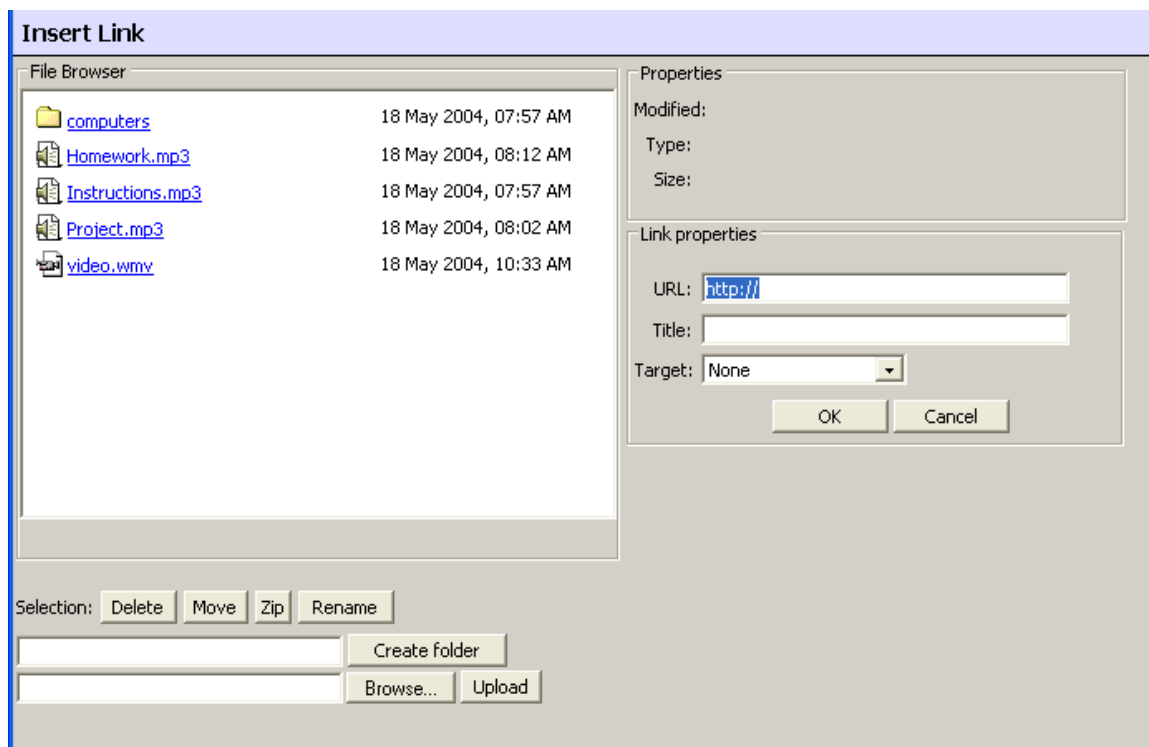 Insert Link
File Browser
computers 18 May 2004, 07:57 AM
Homework.mp3 18 May 2004, 08:12 AM
Instructions.mp3 18 May 2004, 07:57 AM
Project.mp3 18 May 2004, 08:02 AM
video.wmv 18 May 2004, 10:33 AM
Properties
Modified:
Type:
Size:
Link properties
URL: http://
Title:
Target: None
OK Cancel
Selection: Delete Move Zip Rename
Create folder
Browse... Upload